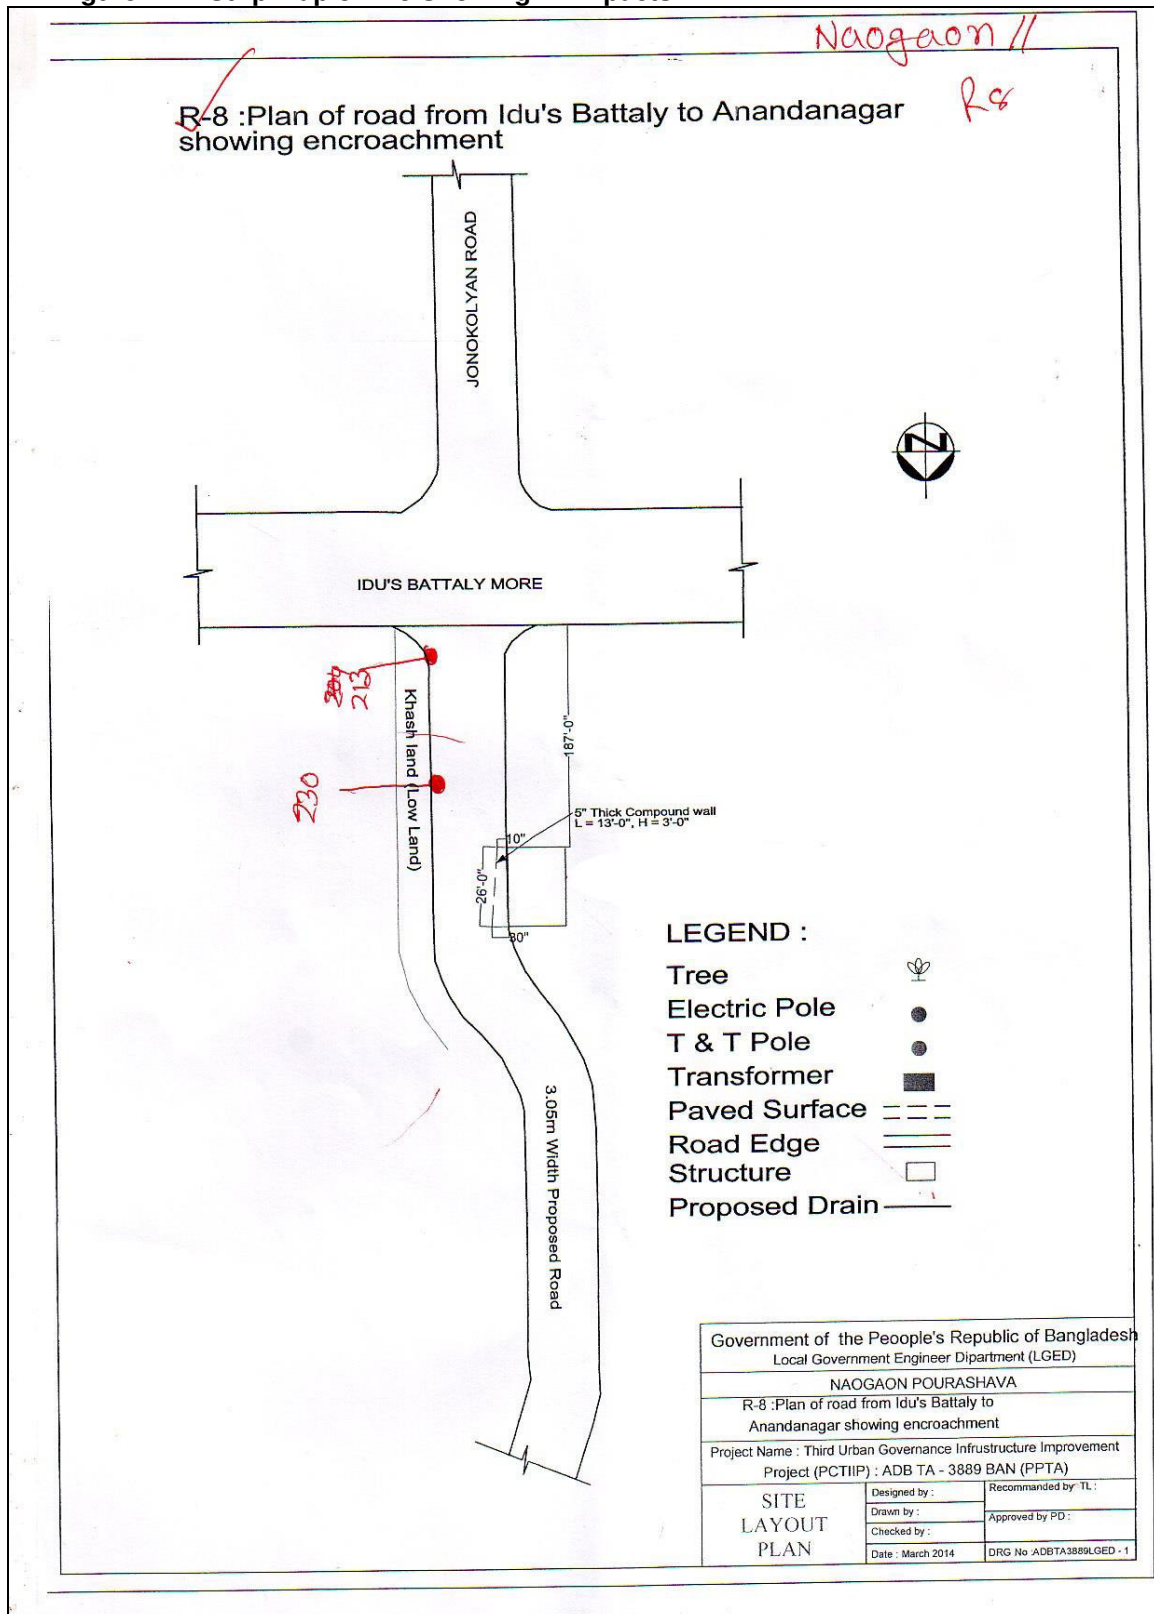 Naogaon //
R8
R-8 :Plan of road from Idu's Battaly to Anandanagar
showing encroachment
JONOKOLYAN ROAD
N
IDU'S BATTALY MORE
213
230
Khash land (Low Land)
187'-0"
5" Thick Compound wall
L = 13'-0", H = 3'-0"
10"
26'-0"
30"
3.05m Width Proposed Road
LEGEND :
Tree
Electric Pole
T & T Pole
Transformer
Paved Surface
Road Edge
Structure
Proposed Drain
Government of the Peoople's Republic of Bangladesh
Local Government Engineer Dipartment (LGED)
NAOGAON POURASHAVA
R-8 :Plan of road from Idu's Battaly to
Anandanagar showing encroachment
Project Name : Third Urban Governance Infrustructure Improvement
Project (PCTIIP) : ADB TA - 3889 BAN (PPTA)
SITE
LAYOUT
PLAN
Designed by :
Drawn by :
Checked by :
Date : March 2014
Recommanded by TL :
Approved by PD :
DRG No :ADBTA3889LGED - 1